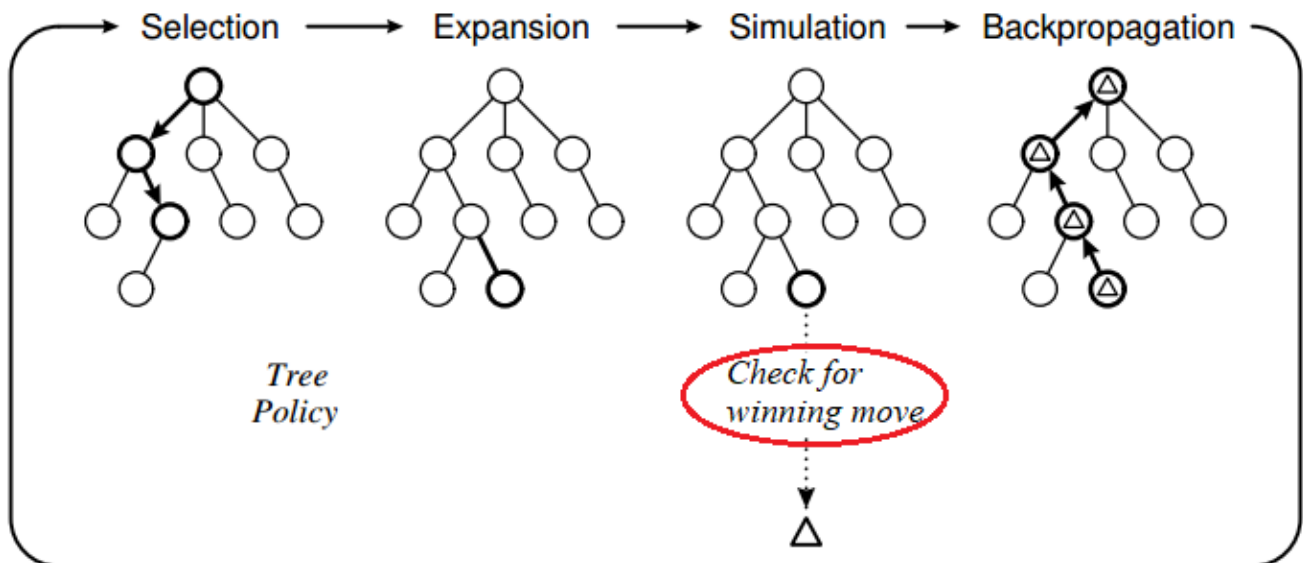 Selection Expansion Simulation Backpropagation
Tree
Policy
Check for
winning move